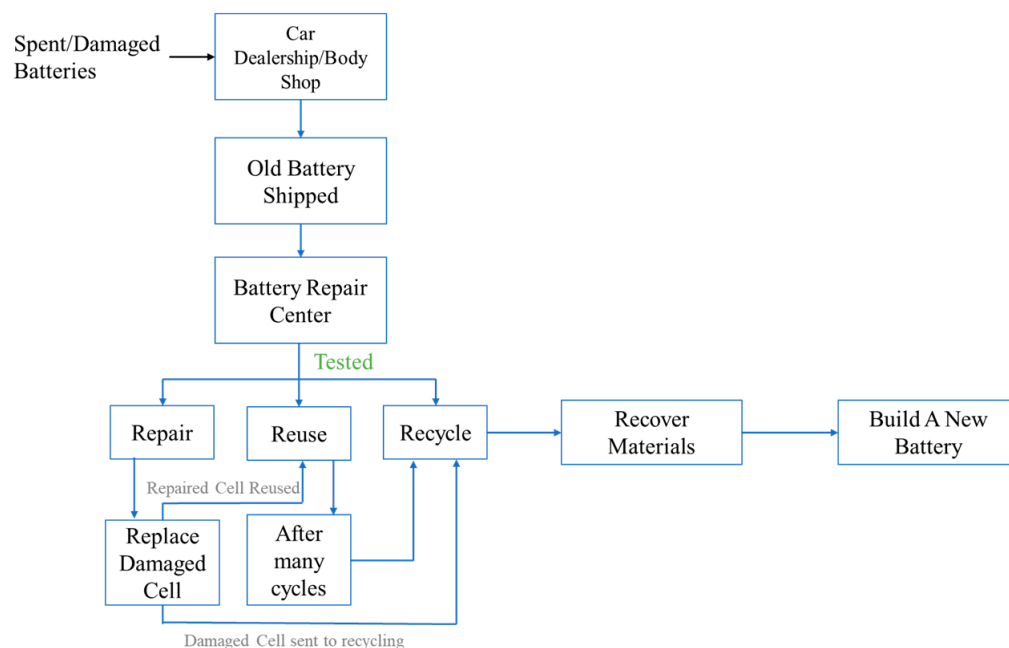 Spent/Damaged
Batteries
Car
Dealership/Body
Shop
Old Battery
Shipped
Battery Repair
Center
Tested
Repair
Reuse
Recycle
Recover
Materials
Build A New
Battery
Repaired Cell Reused
Replace
Damaged
Cell
After
many
cycles
Damaged Cell sent to recycling